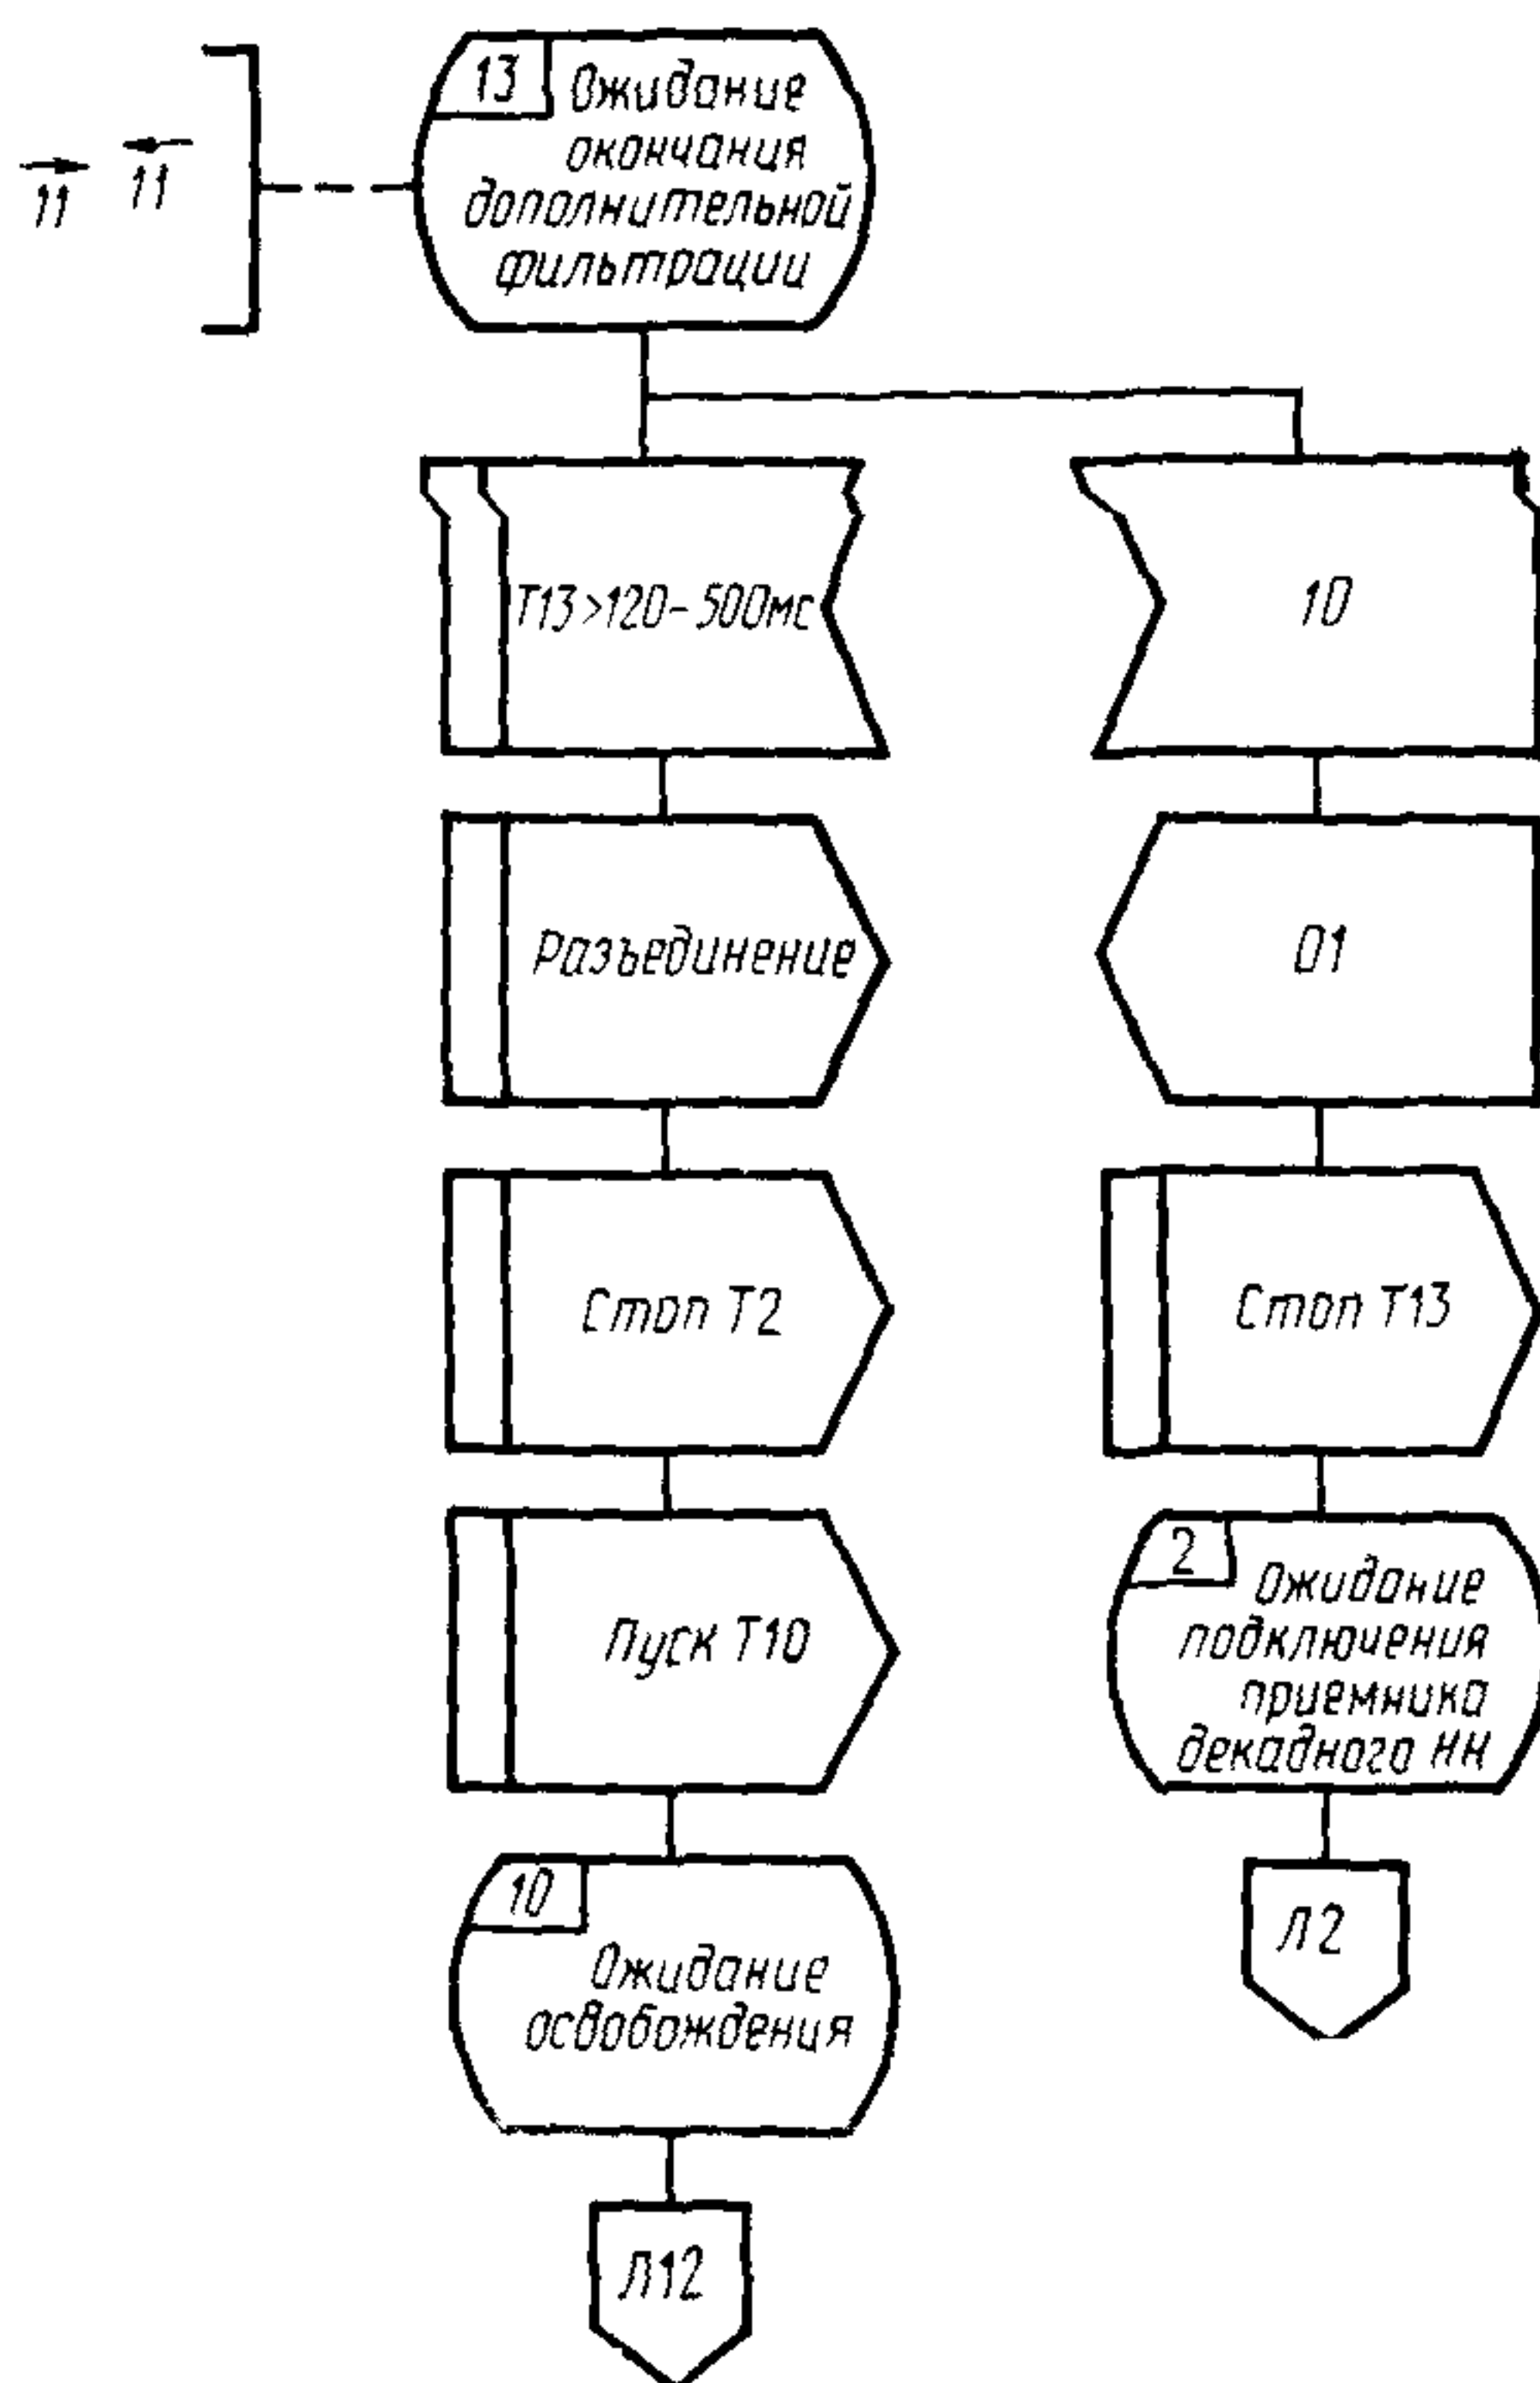 11 11
13 Ожидание
окончания
дополнительной
фильтрации
T13>120-500мс
10
Разъединение
01
Стоп T2
Стоп T13
Пуск T10
2 Ожидание
подключения
приемника
декадного НН
10
Ожидание
освобождения
Л2
Л12